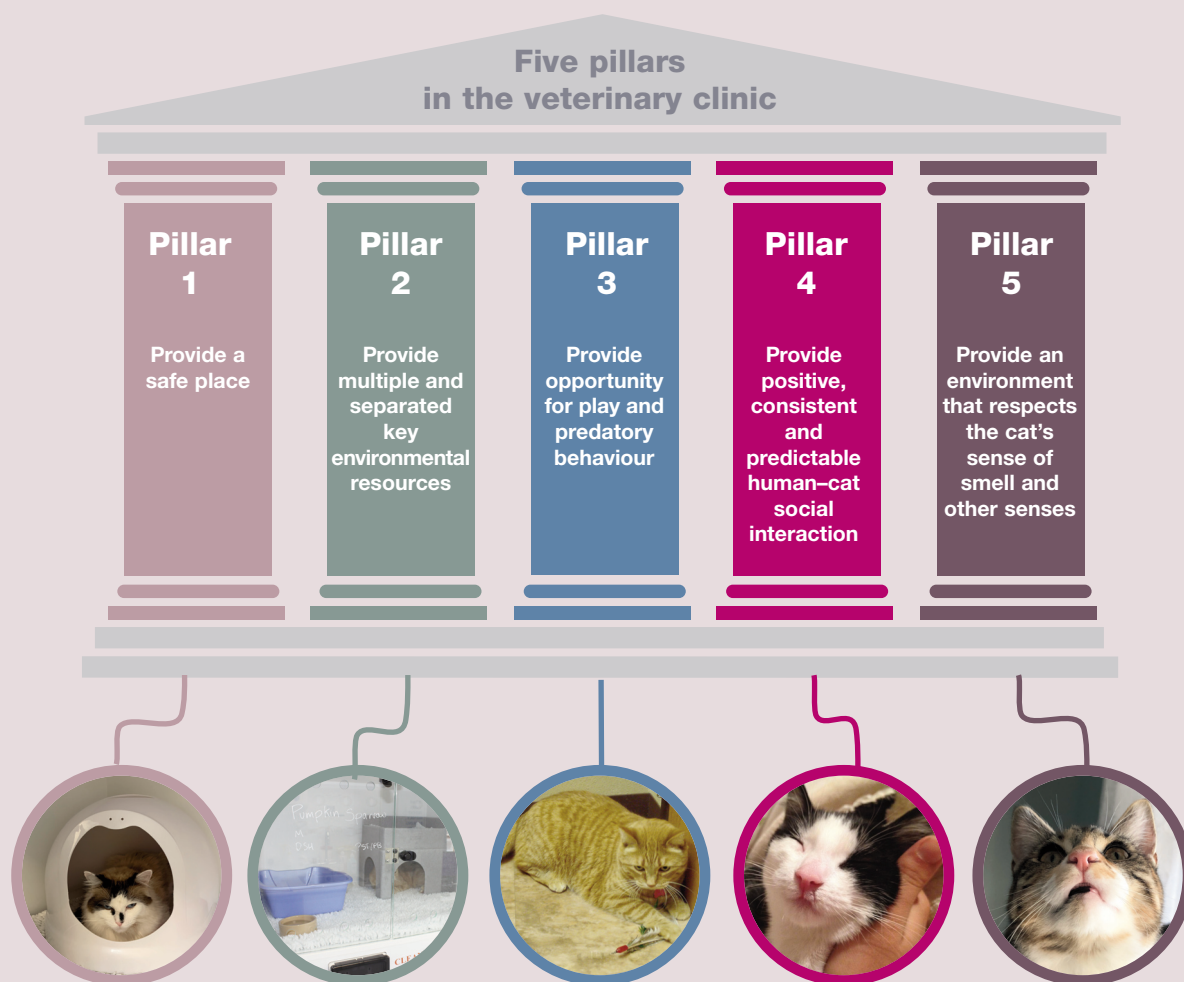 Five pillars
in the veterinary clinic
Pillar
1
Provide a
safe place
Pillar
2
Provide
multiple and
separated
key
environmental
resources
Pillar
3
Provide
opportunity
for play and
predatory
behaviour
Pillar
4
Provide
positive,
consistent
and
predictable
human–cat
social
interaction
Pillar
5
Provide an
environment
that respects
the cat's
sense of
smell and
other senses
Pumpkin Sparrow
DSH